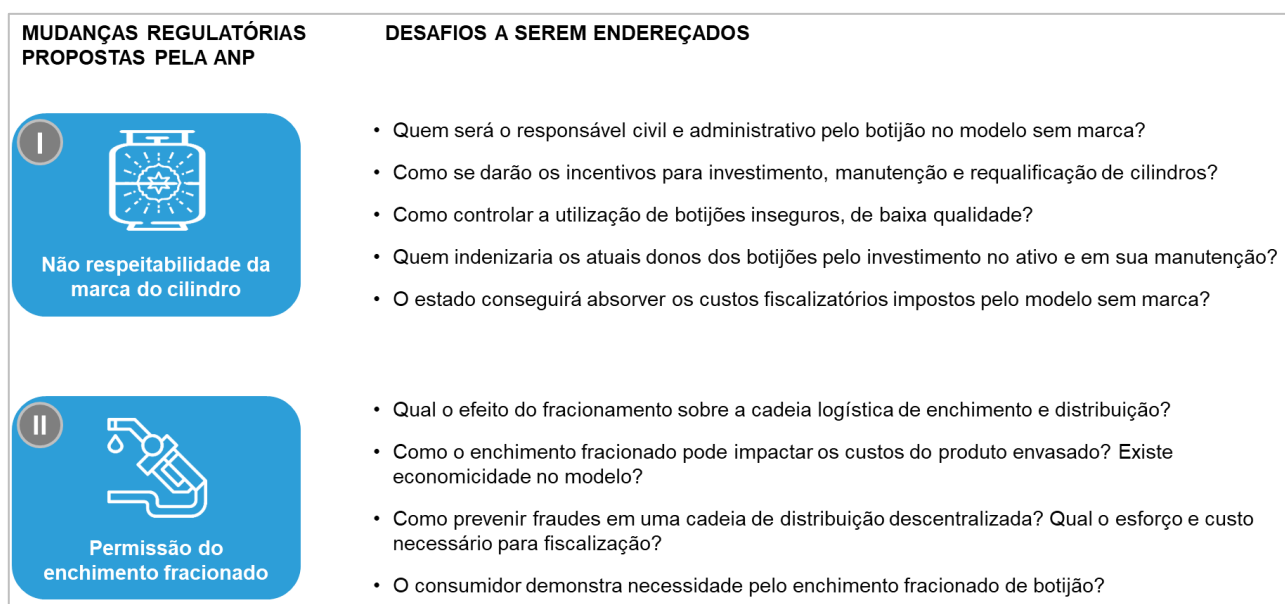 MUDANÇAS REGULATÓRIAS
PROPOSTAS PELA ANP
DESAFIOS A SEREM ENDEREÇADOS
I
Não respeitabilidade da
marca do cilindro
• Quem será o responsável civil e administrativo pelo botijão no modelo sem marca?
• Como se darão os incentivos para investimento, manutenção e requalificação de cilindros?
• Como controlar a utilização de botijões inseguros, de baixa qualidade?
• Quem indenizaria os atuais donos dos botijões pelo investimento no ativo e em sua manutenção?
• O estado conseguirá absorver os custos fiscalizatórios impostos pelo modelo sem marca?
II
Permissão do
enchimento fracionado
• Qual o efeito do fracionamento sobre a cadeia logística de enchimento e distribuição?
• Como o enchimento fracionado pode impactar os custos do produto envasado? Existe
economicidade no modelo?
• Como prevenir fraudes em uma cadeia de distribuição descentralizada? Qual o esforço e custo
necessário para fiscalização?
• O consumidor demonstra necessidade pelo enchimento fracionado de botijão?